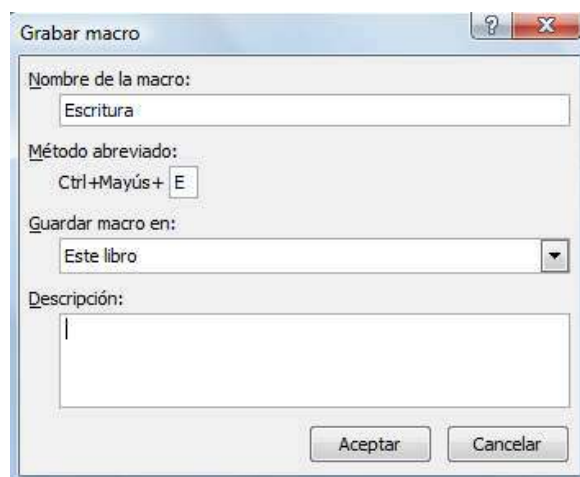 Grabar macro
Nombre de la macro:
Escritura
Método abreviado:
Ctrl+Mayús+ E
Guardar macro en:
Este libro
Descripción:
Aceptar Cancelar